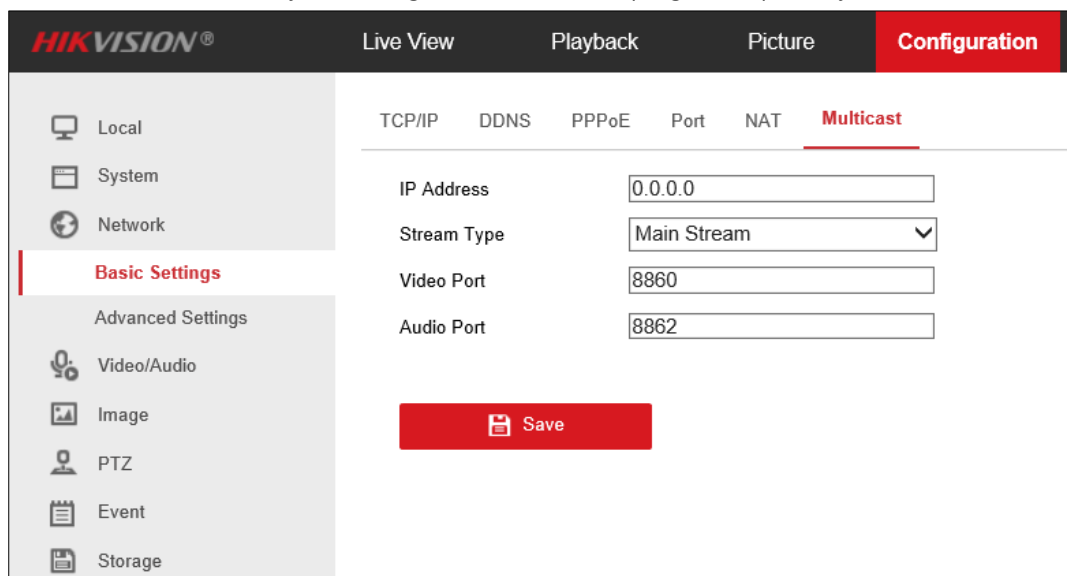 HIKVISION®
Live View Playback Picture Configuration
TCP/IP DDNS PPPoE Port NAT Multicast
Local
System
Network
Basic Settings
Advanced Settings
Video/Audio
Image
PTZ
Event
Storage
IP Address 0.0.0.0
Stream Type Main Stream
Video Port 8860
Audio Port 8862
Save